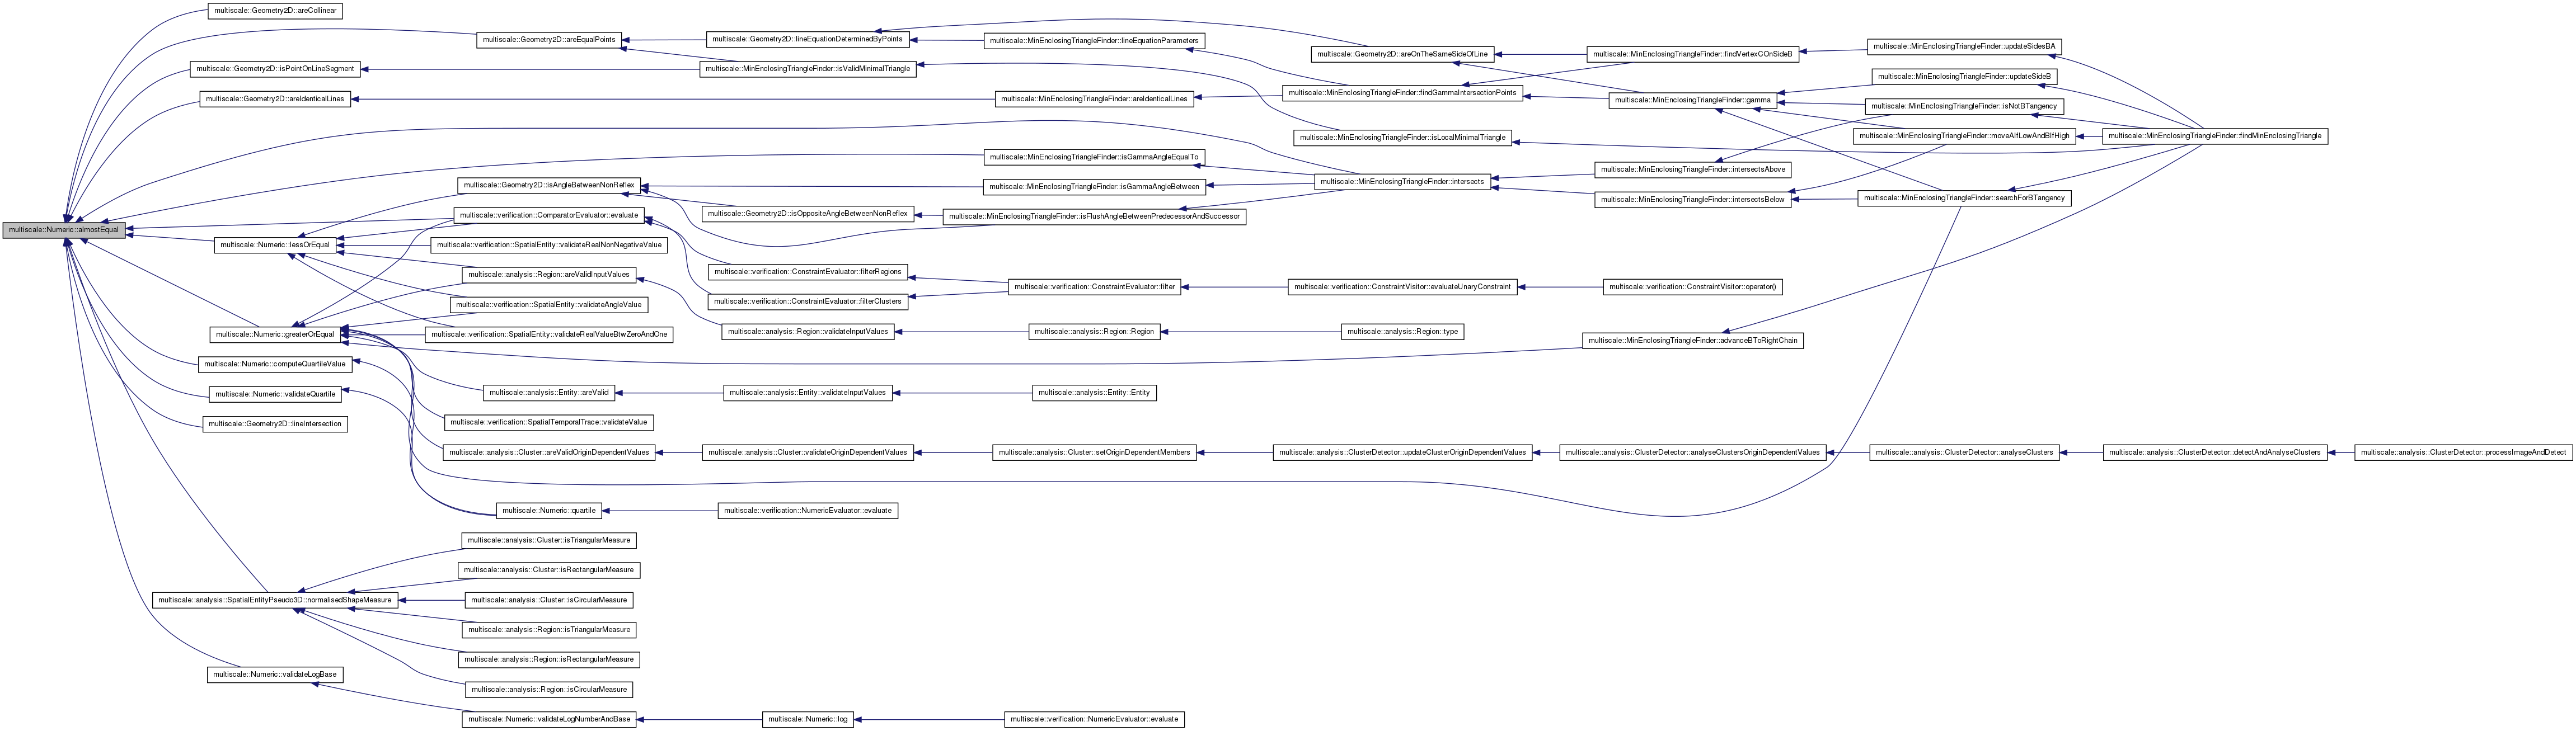 multiscale::Numeric::almostEqual
multiscale::Geometry2D::areCollinear
multiscale::Geometry2D::areEqualPoints
multiscale::Geometry2D::isPointOnLineSegment
multiscale::Geometry2D::areIdenticalLines
multiscale::Geometry2D::lineEquationDeterminedByPoints
multiscale::MinEnclosingTriangleFinder::isValidMinimalTriangle
multiscale::MinEnclosingTriangleFinder::lineEquationParameters
multiscale::MinEnclosingTriangleFinder::areIdenticalLines
multiscale::Geometry2D::areOnTheSameSideOfLine
multiscale::MinEnclosingTriangleFinder::findGammaIntersectionPoints
multiscale::MinEnclosingTriangleFinder::isLocalMinimalTriangle
multiscale::MinEnclosingTriangleFinder::findVertexCOnSideB
multiscale::MinEnclosingTriangleFinder::gamma
multiscale::MinEnclosingTriangleFinder::updateSidesBA
multiscale::MinEnclosingTriangleFinder::updateSideB
multiscale::MinEnclosingTriangleFinder::isNotBTangency
multiscale::MinEnclosingTriangleFinder::moveAIfLowAndBIfHigh
multiscale::MinEnclosingTriangleFinder::findMinEnclosingTriangle
multiscale::MinEnclosingTriangleFinder::isGammaAngleEqualTo
multiscale::Geometry2D::isAngleBetweenNonReflex
multiscale::MinEnclosingTriangleFinder::isGammaAngleBetween
multiscale::MinEnclosingTriangleFinder::intersects
multiscale::MinEnclosingTriangleFinder::intersectsAbove
multiscale::MinEnclosingTriangleFinder::intersectsBelow
multiscale::MinEnclosingTriangleFinder::searchForBTangency
multiscale::verification::ComparatorEvaluator::evaluate
multiscale::Geometry2D::isOppositeAngleBetweenNonReflex
multiscale::MinEnclosingTriangleFinder::isFlushAngleBetweenPredecessorAndSuccessor
multiscale::Numeric::lessOrEqual
multiscale::verification::SpatialEntity::validateRealNonNegativeValue
multiscale::analysis::Region::areValidInputValues
multiscale::verification::ConstraintEvaluator::filterRegions
multiscale::verification::ConstraintEvaluator::filterClusters
multiscale::verification::ConstraintEvaluator::filter
multiscale::verification::ConstraintVisitor::evaluateUnaryConstraint
multiscale::verification::ConstraintVisitor::operator()
multiscale::verification::SpatialEntity::validateAngleValue
multiscale::Numeric::greaterOrEqual
multiscale::verification::SpatialEntity::validateRealValueBtwZeroAndOne
multiscale::analysis::Region::validateInputValues
multiscale::analysis::Region::Region
multiscale::analysis::Region::type
multiscale::MinEnclosingTriangleFinder::advanceBToRightChain
multiscale::Numeric::computeQuartileValue
multiscale::Numeric::validateQuartile
multiscale::analysis::Entity::areValid
multiscale::analysis::Entity::validateInputValues
multiscale::analysis::Entity::Entity
multiscale::Geometry2D::lineIntersection
multiscale::verification::SpatialTemporalTrace::validateValue
multiscale::analysis::Cluster::areValidOriginDependentValues
multiscale::analysis::Cluster::validateOriginDependentValues
multiscale::analysis::Cluster::setOriginDependentMembers
multiscale::analysis::ClusterDetector::updateClusterOriginDependentValues
multiscale::analysis::ClusterDetector::analyseClustersOriginDependentValues
multiscale::analysis::ClusterDetector::analyseClusters
multiscale::analysis::ClusterDetector::detectAndAnalyseClusters
multiscale::analysis::ClusterDetector::processImageAndDetect
multiscale::Numeric::quartile
multiscale::verification::NumericEvaluator::evaluate
multiscale::analysis::Cluster::isTriangularMeasure
multiscale::analysis::Cluster::isRectangularMeasure
multiscale::analysis::SpatialEntityPseudo3D::normalisedShapeMeasure
multiscale::analysis::Cluster::isCircularMeasure
multiscale::analysis::Region::isTriangularMeasure
multiscale::analysis::Region::isRectangularMeasure
multiscale::Numeric::validateLogBase
multiscale::analysis::Region::isCircularMeasure
multiscale::Numeric::validateLogNumberAndBase
multiscale::Numeric::log
multiscale::verification::NumericEvaluator::evaluate